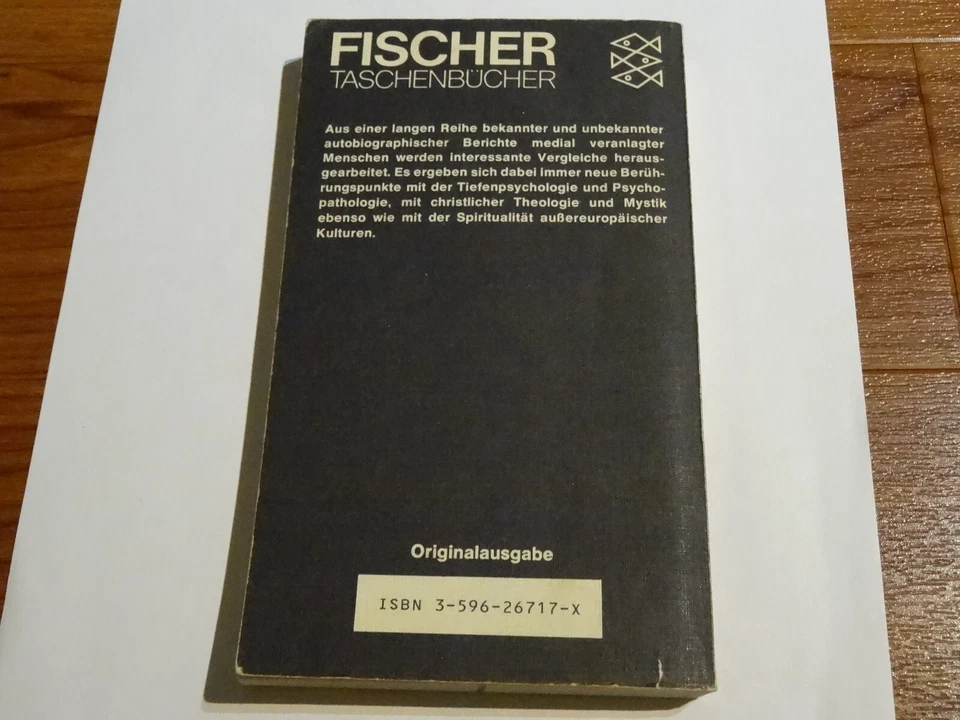 FISCHER
TASCHENBÜCHER
Aus einer langen Reihe bekannter und unbekannter
autobiographischer Berichte medial veranlagter
Menschen werden interessante Vergleiche heraus-
gearbeitet. Es ergeben sich dabei immer neue Berüh-
rungspunkte mit der Tiefenpsychologie und Psycho-
pathologie, mit christlicher Theologie und Mystik
ebenso wie mit der Spiritualität außereuropäischer
Kulturen.
Originalausgabe
ISBN 3-596-26717-X